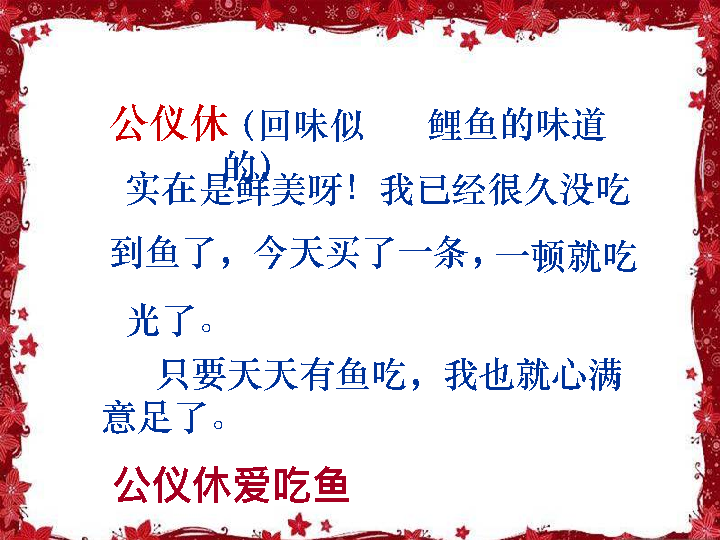 公仪休(回味似 鲤鱼的味道
的)
实在是鲜美呀！我已经很久没吃
到鱼了，今天买了一条，一顿就吃
光了。
只要天天有鱼吃，我也就心满
意足了。
公仪休爱吃鱼